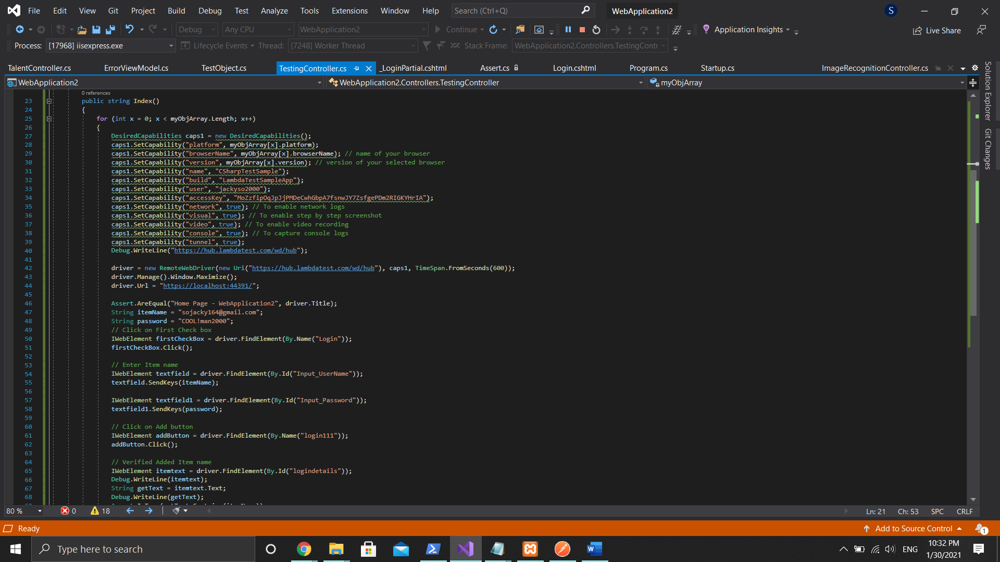 File Edit View Git Project Build Debug Test Analyze Tools Extensions Window Help Search (Ctrl+Q) WebApplication2 S
Debug Any CPU WebApplication2 Continue Application Insights Live Share
Process: [17968] iisexpress.exe Lifecycle Events Thread: [7248] Worker Thread Stack Frame: WebApplication2.Controllers.TestingContr
TalentController.cs ErrorViewModel.cs TestObject.cs TestingController.cs _LoginPartial.cshtml Assert.cs Login.cshtml Program.cs Startup.cs ImageRecognitionController.cs
WebApplication2 WebApplication2.Controllers.TestingController myObjArray
Solution Explorer
Git Changes
0 references
23 public string Index()
24 {
25 for (int x = 0; x < myObjArray.Length; x++)
26 {
27 DesiredCapabilities caps1 = new DesiredCapabilities();
28 caps1.SetCapability("platform", myObjArray[x].platform);
29 caps1.SetCapability("browserName", myObjArray[x].browserName); // name of your browser
30 caps1.SetCapability("version", myObjArray[x].version); // version of your selected browser
31 caps1.SetCapability("name", "CSharpTestSample");
32 caps1.SetCapability("build", "LambdaTestSampleApp");
33 caps1.SetCapability("user", "jackyso2000");
34 caps1.SetCapability("accessKey", "MoZzfipOqJpJjPMDeCwhGbpA7fsnwJY7ZsfgePDm2RIGKYHrIA");
35 caps1.SetCapability("network", true); // To enable network logs
36 caps1.SetCapability("visual", true); // To enable step by step screenshot
37 caps1.SetCapability("video", true); // To enable video recording
38 caps1.SetCapability("console", true); // To capture console logs
39 caps1.SetCapability("tunnel", true);
40 Debug.WriteLine("https://hub.lambdatest.com/wd/hub");
41
42 driver = new RemoteWebDriver(new Uri("https://hub.lambdatest.com/wd/hub"), caps1, TimeSpan.FromSeconds(600));
43 driver.Manage().Window.Maximize();
44 driver.Url = "https://localhost:44391/";
45
46 Assert.AreEqual("Home Page - WebApplication2", driver.Title);
47 String itemName = "sojacky164@gmail.com";
48 String password = "COOL!man2000";
49 // Click on First Check box
50 IWebElement firstCheckBox = driver.FindElement(By.Name("Login"));
51 firstCheckBox.Click();
52
53 // Enter Item name
54 IWebElement textfield = driver.FindElement(By.Id("Input_UserName"));
55 textfield.SendKeys(itemName);
56
57 IWebElement textfield1 = driver.FindElement(By.Id("Input_Password"));
58 textfield1.SendKeys(password);
59
60 // Click on Add button
61 IWebElement addButton = driver.FindElement(By.Name("login111"));
62 addButton.Click();
63
64 // Verified Added Item name
65 IWebElement itemtext = driver.FindElement(By.Id("logindetails"));
66 Debug.WriteLine(itemtext);
67 String getText = itemtext.Text;
68 Debug.WriteLine(getText);
80 % 0 18 Ln: 21 Ch: 53 SPC CRLF
Ready Add to Source Control 1
Type here to search ENG 10:32 PM
1/30/2021